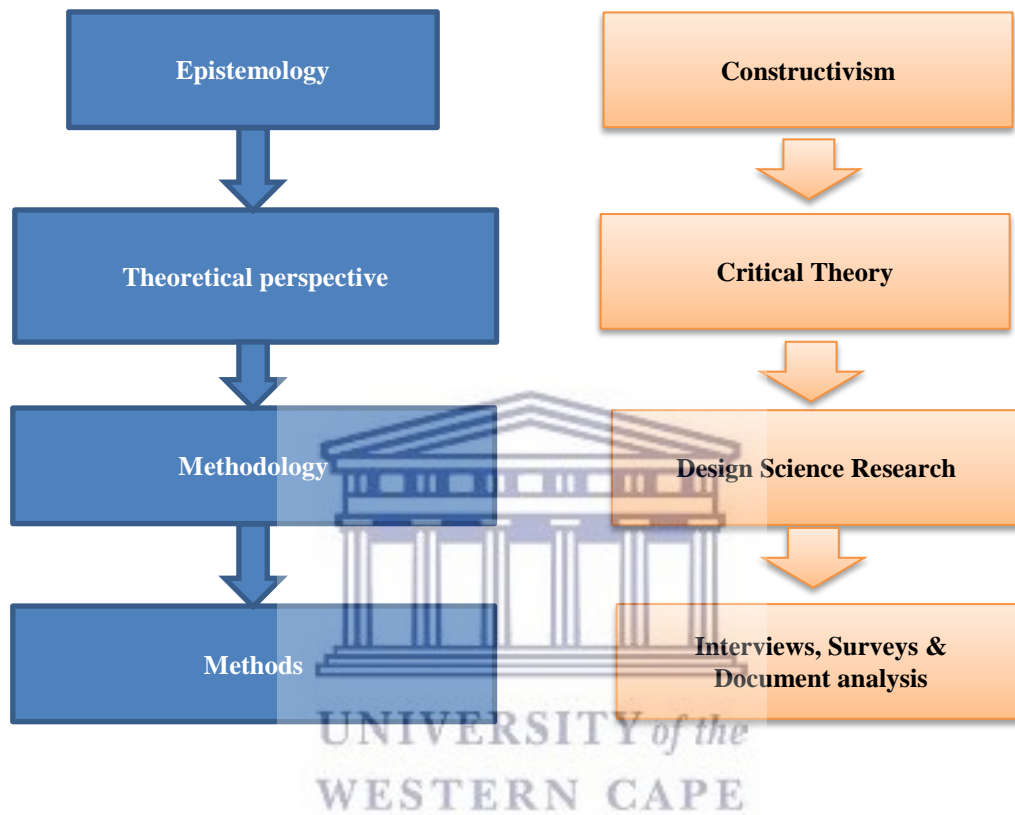 Epistemology
Constructivism
Theoretical perspective
Critical Theory
Methodology
Design Science Research
Methods
Interviews, Surveys &
Document analysis
UNIVERSITY of the
WESTERN CAPE